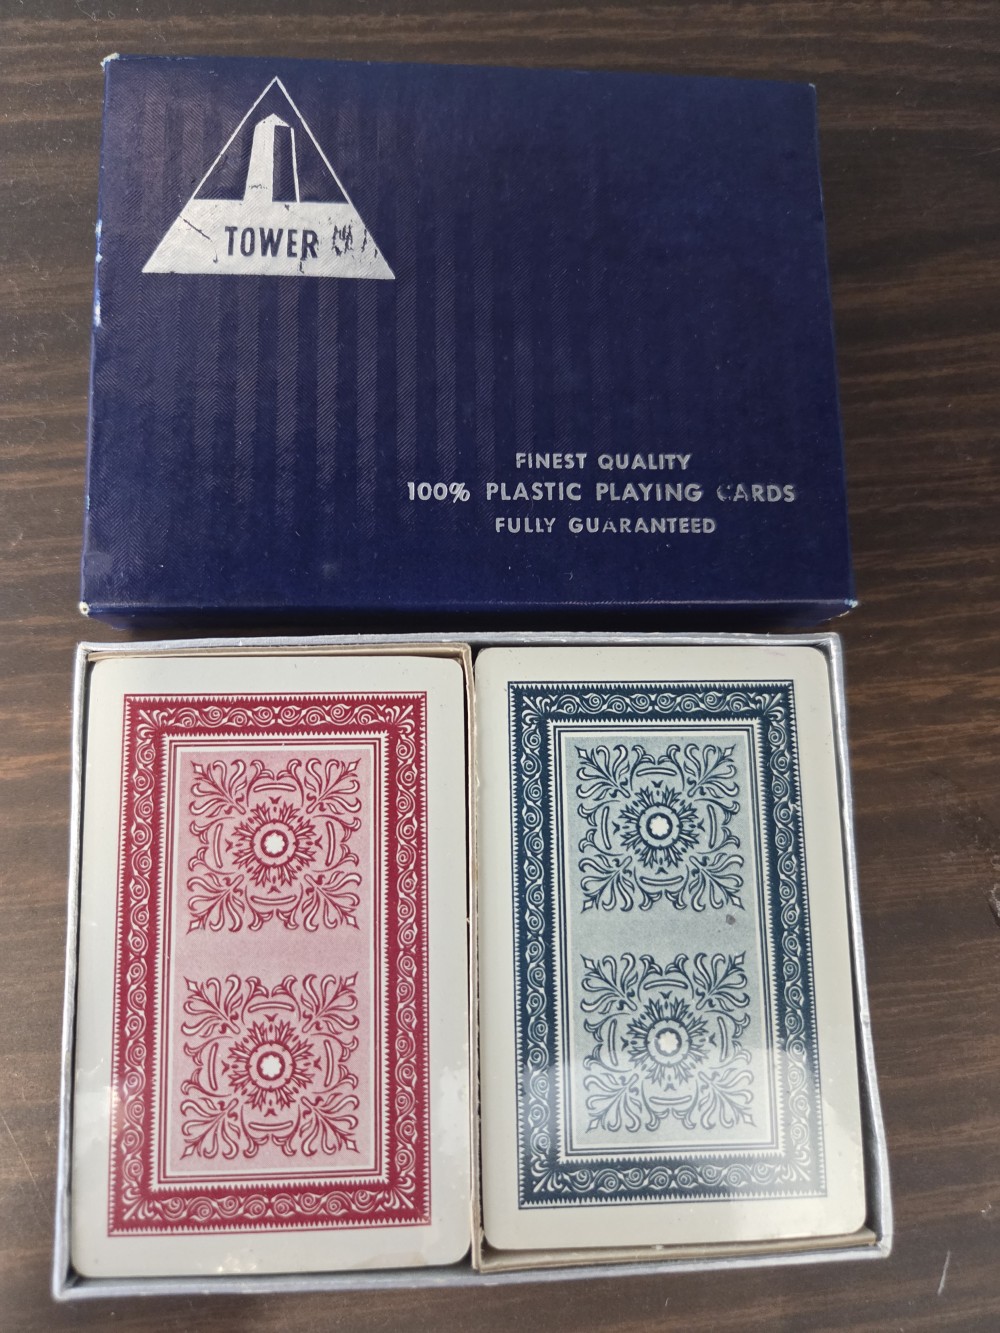 TOWER
FINEST QUALITY
100% PLASTIC PLAYING CARDS
FULLY GUARANTEED